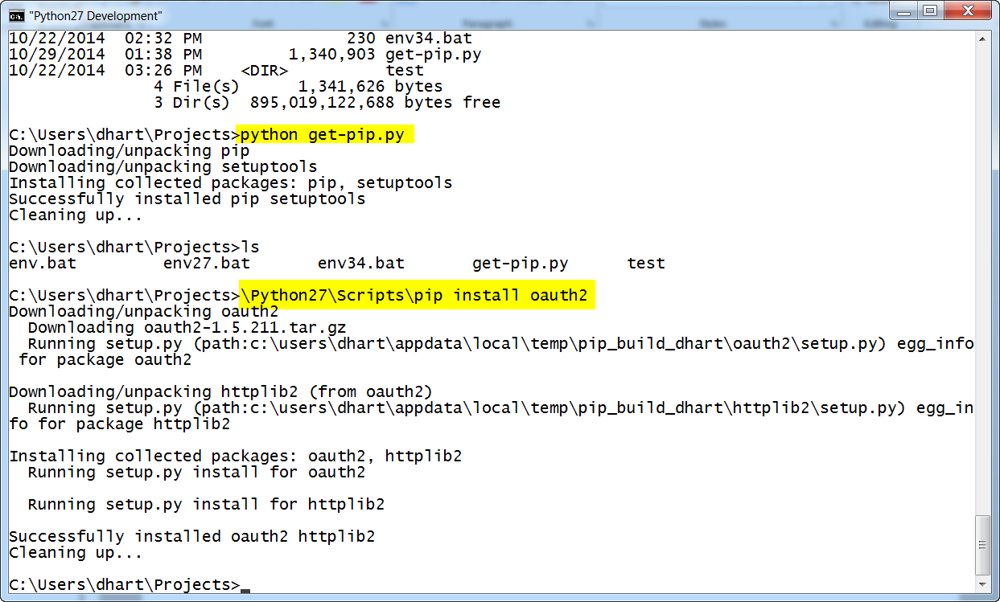 "Python27 Development"
Font Paragraph Styles Editing
10/22/2014  02:32 PM               230 env34.bat
10/29/2014  01:38 PM         1,340,903 get-pip.py
10/22/2014  03:26 PM    <DIR>          test
               4 File(s)      1,341,626 bytes
               3 Dir(s)  895,019,122,688 bytes free
C:\Users\dhart\Projects>python get-pip.py
Downloading/unpacking pip
Downloading/unpacking setuptools
Installing collected packages: pip, setuptools
Successfully installed pip setuptools
Cleaning up...
C:\Users\dhart\Projects>ls
env.bat         env27.bat       env34.bat       get-pip.py      test
C:\Users\dhart\Projects>\Python27\Scripts\pip install oauth2
Downloading/unpacking oauth2
  Downloading oauth2-1.5.211.tar.gz
  Running setup.py (path:c:\users\dhart\appdata\local\temp\pip_build_dhart\oauth2\setup.py) egg_info
 for package oauth2
Downloading/unpacking httplib2 (from oauth2)
  Running setup.py (path:c:\users\dhart\appdata\local\temp\pip_build_dhart\httplib2\setup.py) egg_in
fo for package httplib2
Installing collected packages: oauth2, httplib2
  Running setup.py install for oauth2
  Running setup.py install for httplib2
Successfully installed oauth2 httplib2
Cleaning up...
C:\Users\dhart\Projects>_